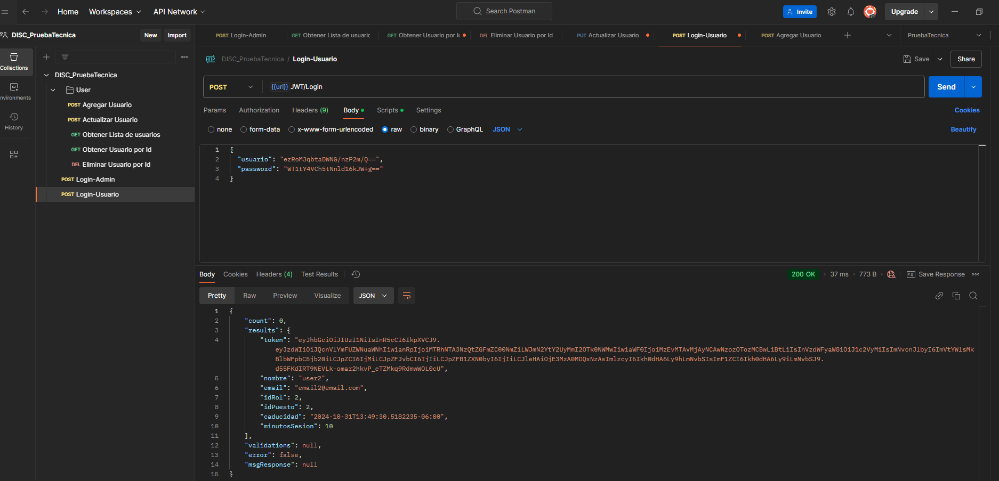 Home Workspaces API Network Search Postman Invite Upgrade
DISC_PruebaTecnica New Import
POST Login-Admin GET Obtener Lista de usuaric GET Obtener Usuario por Ic DEL Eliminar Usuario por Id PUT Actualizar Usuario POST Login-Usuario POST Agregar Usuario PruebaTecnica
Collections
nvironments
History
DISC_PruebaTecnica
User
POST Agregar Usuario
POST Actualizar Usuario
GET Obtener Lista de usuarios
GET Obtener Usuario por Id
DEL Eliminar Usuario por Id
POST Login-Admin
POST Login-Usuario
HTTP DISC_PruebaTecnica / Login-Usuario Save Share
POST {{url}} JWT/Login Send
Params Authorization Headers (9) Body Scripts Settings Cookies
none form-data x-www-form-urlencoded raw binary GraphQL JSON Beautify
1 {
2 "usuario": "ezRoM3qbtaDWNG/nzP2m/Q==",
3 "password": "WT1tY4VCh5tNnld16kJW+g=="
4 }
Body Cookies Headers (4) Test Results 200 OK 37 ms 773 B e.g. Save Response
Pretty Raw Preview Visualize JSON
1 {
2 "count": 0,
3 "results": {
4 "token": "eyJhbGciOiJIUzI1NiIsInR5cCI6IkpXVCJ9.
eyJzdWIiOiJQcnVlYmFUZWNuaWNhIiwianRpIjoiMTRhNTA3NzQtZGFmZC00NmZiLWJmN2YtY2UyMmI2OTk0NWMwIiwiaWF0IjoiMzEvMTAvMjAyNCAwNzozOTozMCBwLiBtLiIsInVzdWFyaW8iOiJ1c2VyMiIsImNvcnJlbyI6ImVtYWlsMk
BlbWFpbC5jb20iLCJpZCI6IjMiLCJpZFJvbCI6IjIiLCJpZFB1ZXN0byI6IjIiLCJleHAiOjE3MzA0MDQxNzAsImlzcyI6Imh0dHA6Ly9hLmNvbSIsImF1ZCI6Imh0dHA6Ly9iLmNvbSJ9.
d55FKdIRT9NEVLk-omar2hkvP_eTZMkq9RdmwWOL0cU",
5 "nombre": "user2",
6 "email": "email2@email.com",
7 "idRol": 2,
8 "idPuesto": 2,
9 "caducidad": "2024-10-31T13:49:30.5182235-06:00",
10 "minutosSesion": 10
11 },
12 "validations": null,
13 "error": false,
14 "msgResponse": null
15 }